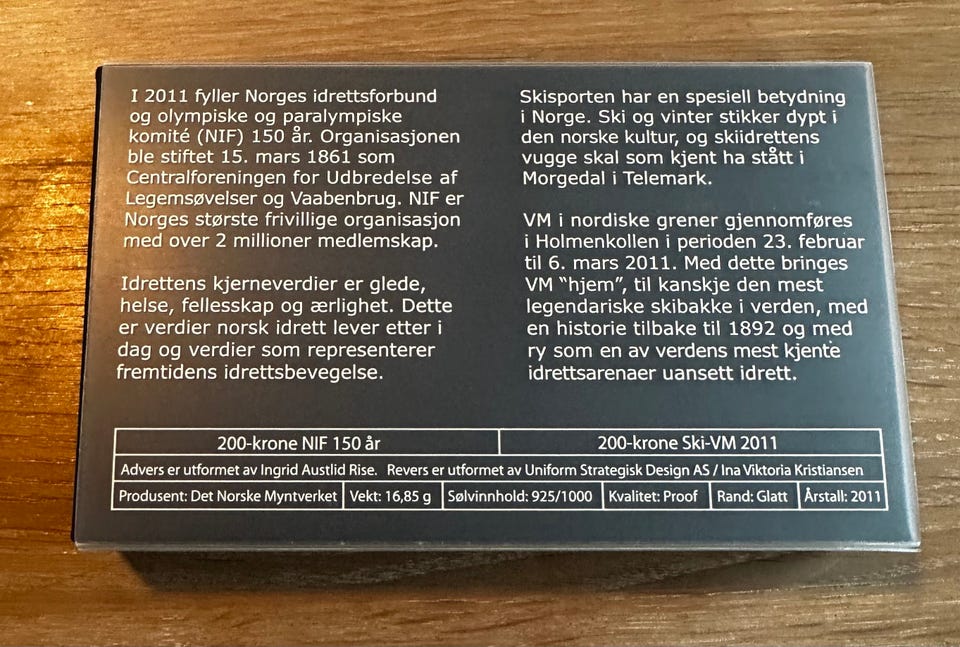 I 2011 fyller Norges idrettsforbund
og olympiske og paralympiske
komité (NIF) 150 år. Organisasjonen
ble stiftet 15. mars 1861 som
Centralforeningen for Udbredelse af
Legemsøvelser og Vaabenbrug. NIF er
Norges største frivillige organisasjon
med over 2 millioner medlemskap.
Idrettens kjerneverdier er glede,
helse, fellesskap og ærlighet. Dette
er verdier norsk idrett lever etter i
dag og verdier som representerer
fremtidens idrettsbevegelse.
Skisporten har en spesiell betydning
i Norge. Ski og vinter stikker dypt i
den norske kultur, og skiidrettens
vugge skal som kjent ha stått i
Morgedal i Telemark.
VM i nordiske grener gjennomføres
i Holmenkollen i perioden 23. februar
til 6. mars 2011. Med dette bringes
VM “hjem”, til kanskje den mest
legendariske skibakke i verden, med
en historie tilbake til 1892 og med
ry som en av verdens mest kjente
idrettsarenaer uansett idrett.
200-krone NIF 150 år
200-krone Ski-VM 2011
Advers er utformet av Ingrid Austlid Rise. Revers er utformet av Uniform Strategisk Design AS / Ina Viktoria Kristiansen
Produsent: Det Norske Myntverket Vekt: 16,85 g Sølvinnhold: 925/1000 Kvalitet: Proof Rand: Glatt Årstall: 2011